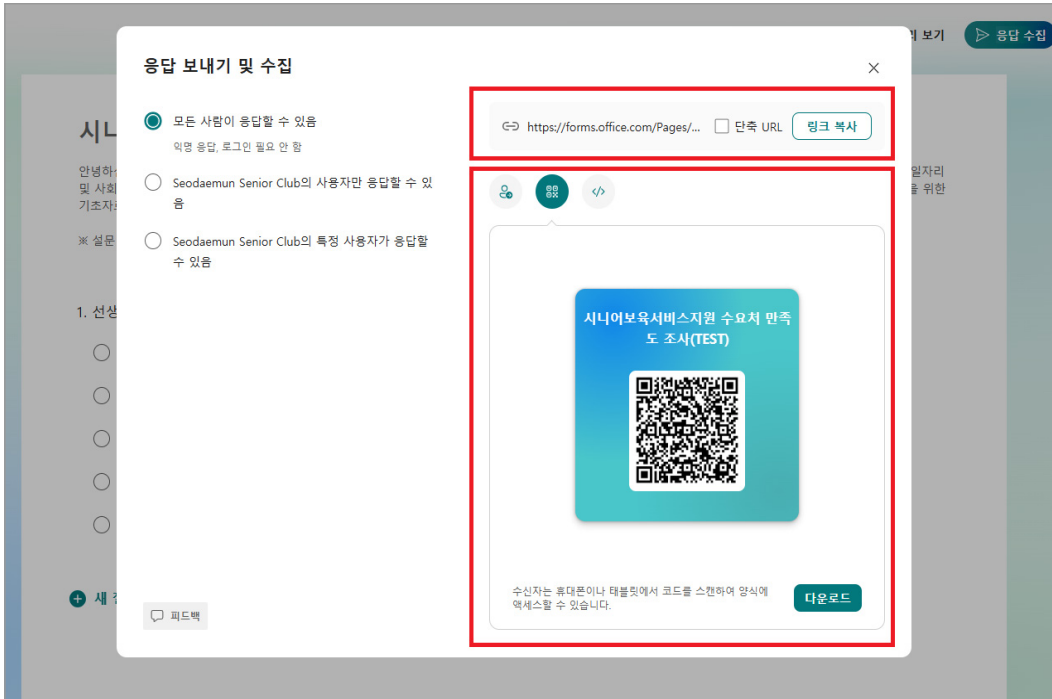 리 보기
응답 수집
응답 보내기 및 수집
모든 사람이 응답할 수 있음
익명 응답, 로그인 필요 안 함
Seodaemun Senior Club의 사용자만 응답할 수 있
음
Seodaemun Senior Club의 특정 사용자가 응답할
수 있음
https://forms.office.com/Pages/...
단축 URL
링크 복사
시니어보육서비스지원 수요처 만족
도 조사(TEST)
수신자는 휴대폰이나 태블릿에서 코드를 스캔하여 양식에
액세스할 수 있습니다.
다운로드
피드백
시니
안녕하
일자리
및 사회
을 위한
기초자료
※ 설문
1. 선생
새 질